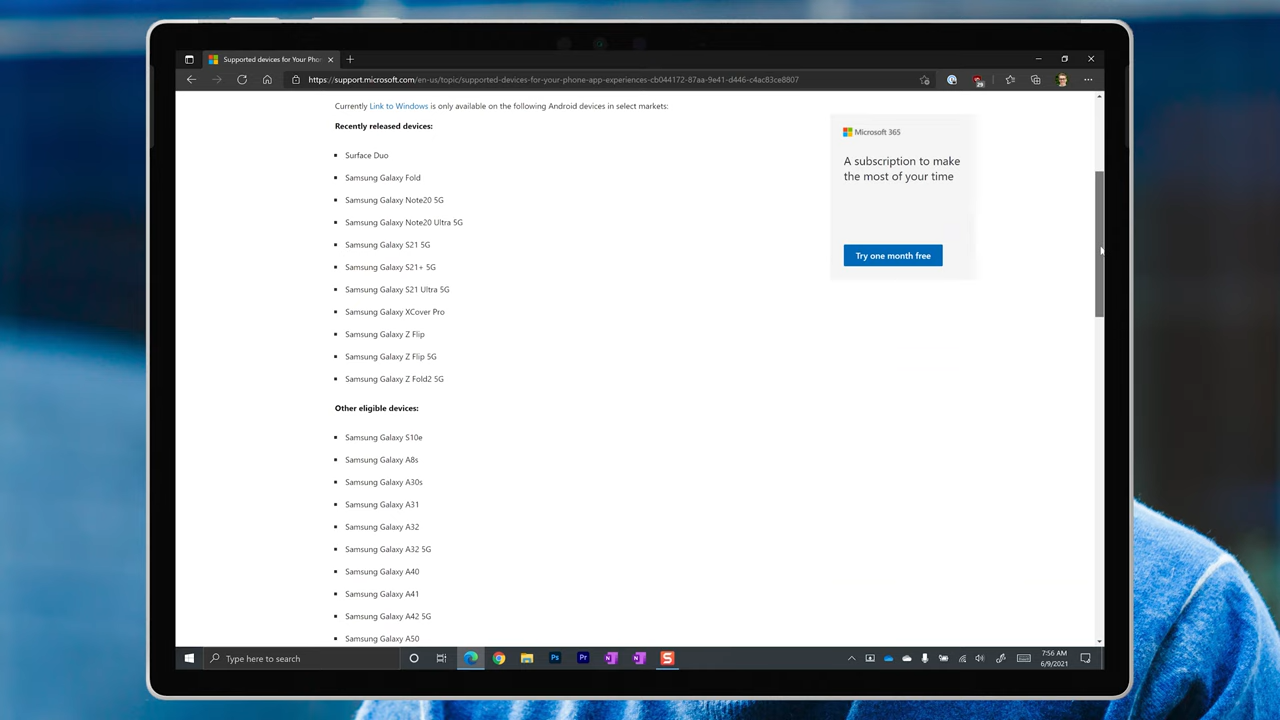 Supported devices for Your Pho
https://support.microsoft.com/en-us/topic/supported-devices-for-your-phone-app-experiences-cb044172-87aa-9e41-d446-c4ac83ce8807
29
Currently Link to Windows is only available on the following Android devices in select markets:
Recently released devices:
Surface Duo
Samsung Galaxy Fold
Samsung Galaxy Note20 5G
Samsung Galaxy Note20 Ultra 5G
Samsung Galaxy S21 5G
Samsung Galaxy S21+ 5G
Samsung Galaxy S21 Ultra 5G
Samsung Galaxy XCover Pro
Samsung Galaxy Z Flip
Samsung Galaxy Z Flip 5G
Samsung Galaxy Z Fold2 5G
Other eligible devices:
Samsung Galaxy S10e
Samsung Galaxy A8s
Samsung Galaxy A30s
Samsung Galaxy A31
Samsung Galaxy A32
Samsung Galaxy A32 5G
Samsung Galaxy A40
Samsung Galaxy A41
Samsung Galaxy A42 5G
Samsung Galaxy A50
Microsoft 365
A subscription to make
the most of your time
Try one month free
Type here to search
Ps
Pr
N
N
S
7:56 AM
6/9/2021